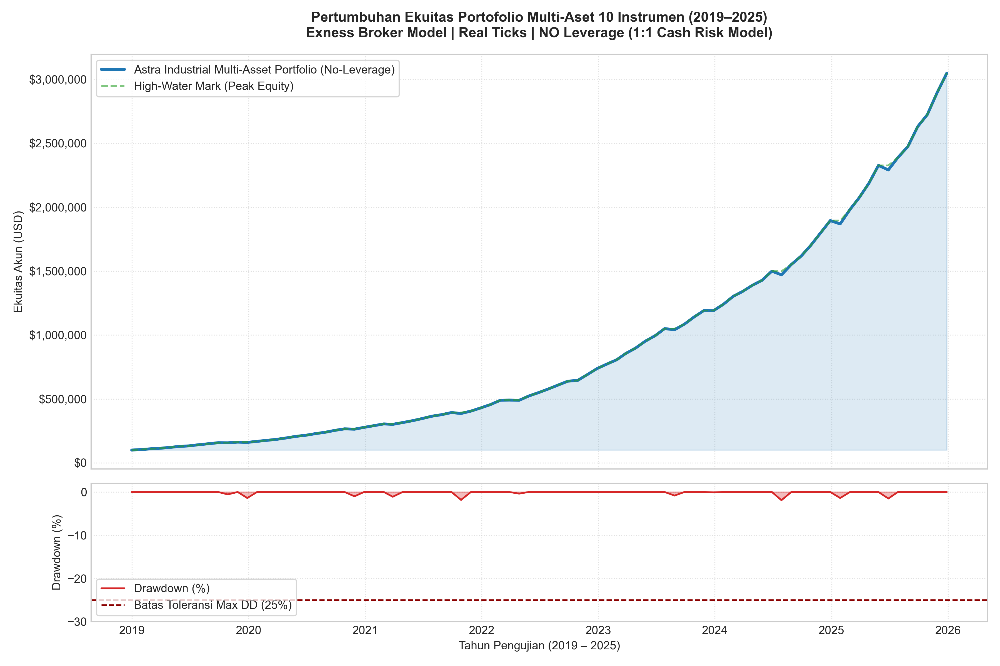 Pertumbuhan Ekuitas Portofolio Multi-Aset 10 Instrumen (2019–2025)
Exness Broker Model | Real Ticks | NO Leverage (1:1 Cash Risk Model)
Astra Industrial Multi-Asset Portfolio (No-Leverage)
High-Water Mark (Peak Equity)
Ekuitas Akun (USD)
$3,000,000
$2,500,000
$2,000,000
$1,500,000
$1,000,000
$500,000
$0
Drawdown (%)
0
−10
−20
−30
Drawdown (%)
Batas Toleransi Max DD (25%)
2019 2020 2021 2022 2023 2024 2025 2026
Tahun Pengujian (2019 – 2025)